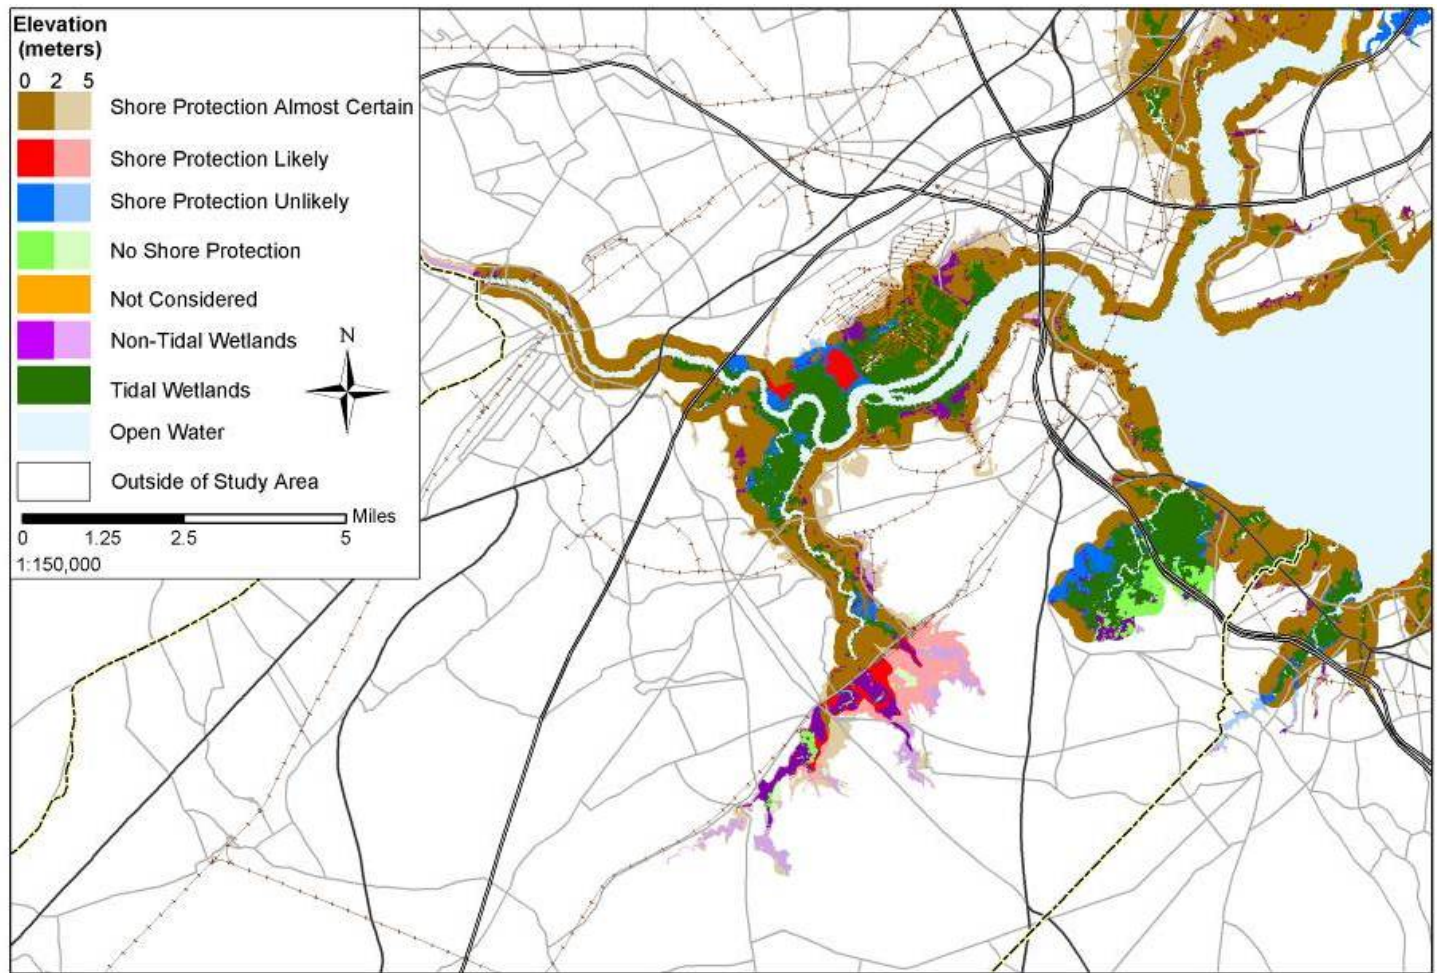 Elevation
(meters)
0 2 5
Shore Protection Almost Certain
Shore Protection Likely
Shore Protection Unlikely
No Shore Protection
Not Considered
Non-Tidal Wetlands
N
Tidal Wetlands
Open Water
Outside of Study Area
Miles
0 1.25 2.5 5
1:150,000